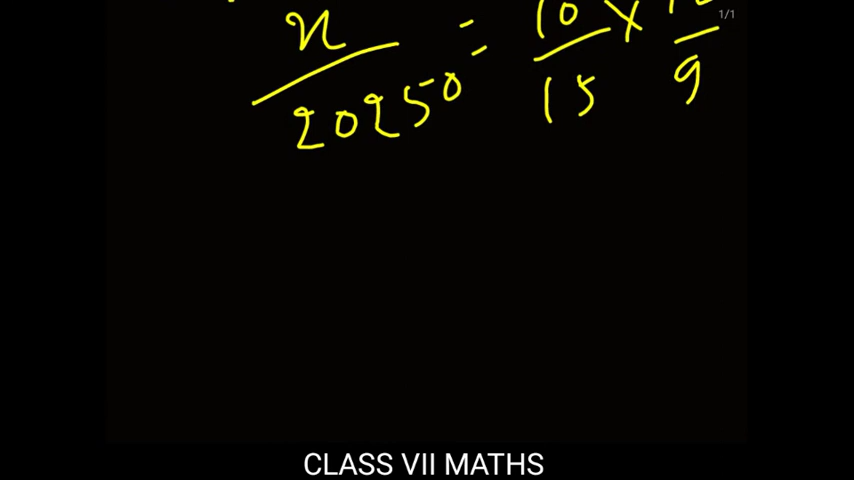 x/20250 = 10/15 × /9
1/1
CLASS VII MATHS